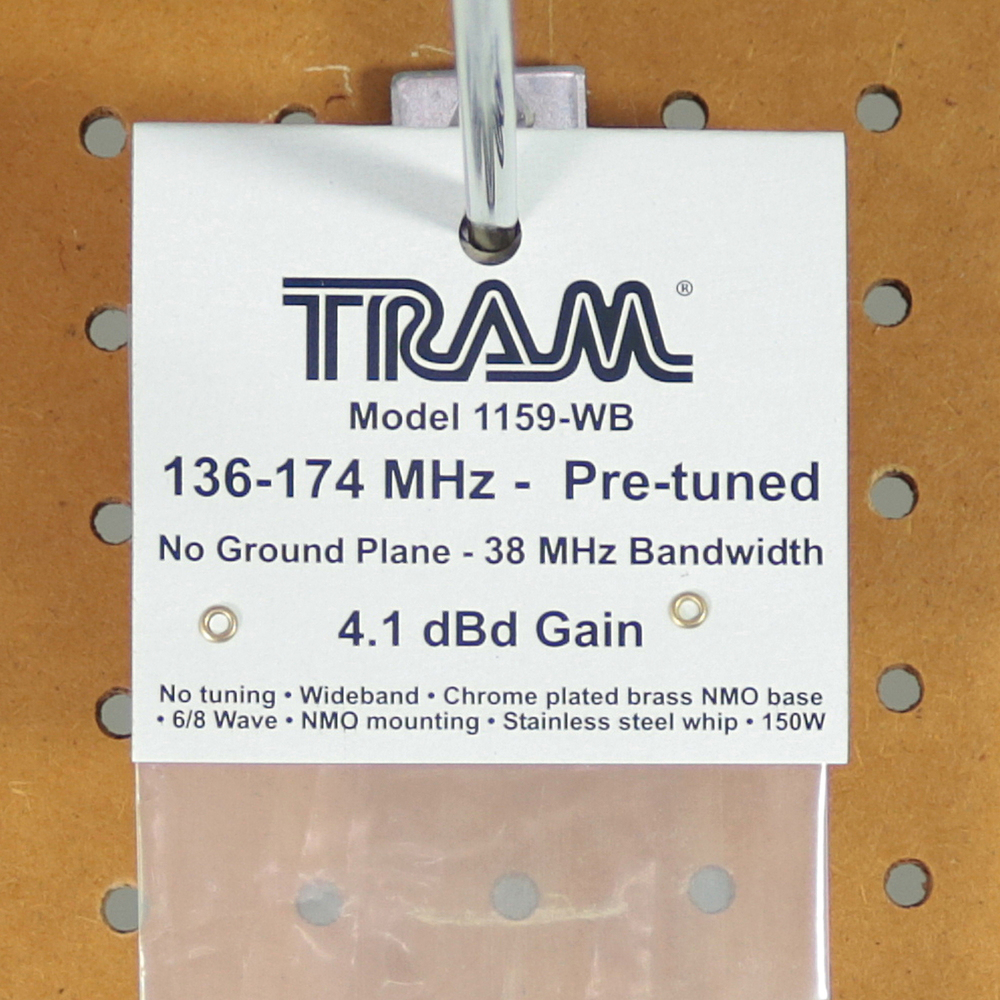 TRAM®
Model 1159-WB
136-174 MHz - Pre-tuned
No Ground Plane - 38 MHz Bandwidth
4.1 dBd Gain
No tuning • Wideband • Chrome plated brass NMO base
• 6/8 Wave • NMO mounting • Stainless steel whip • 150W